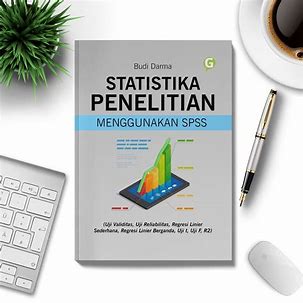 Budi Darma
G
STATISTIKA
PENELITIAN
MENGGUNAKAN SPSS
(Uji Validitas, Uji Reliabilitas, Regresi Linier
Sederhana, Regresi Linier Berganda, Uji t, Uji F, R2)